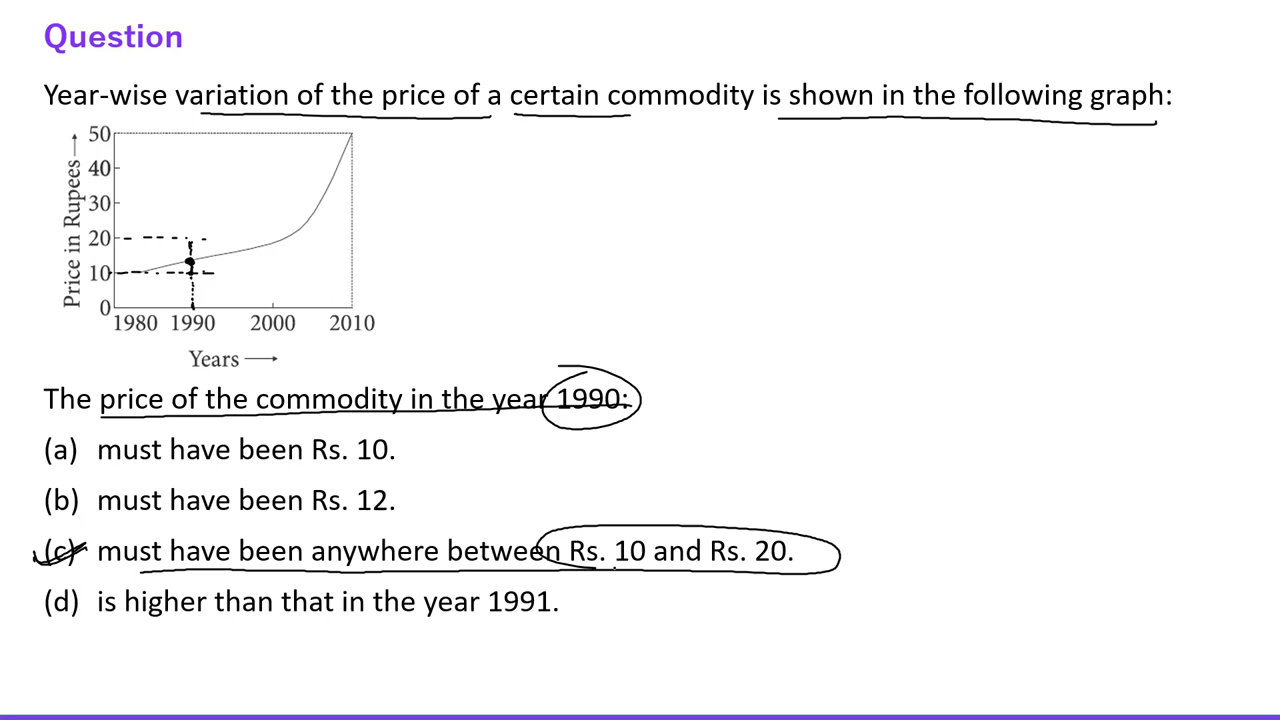 Question
Year-wise variation of the price of a certain commodity is shown in the following graph:
Price in Rupees
50
40
30
20
10
0
1980 1990 2000 2010
Years
The price of the commodity in the year 1990:
(a) must have been Rs. 10.
(b) must have been Rs. 12.
(c) must have been anywhere between Rs. 10 and Rs. 20.
(d) is higher than that in the year 1991.